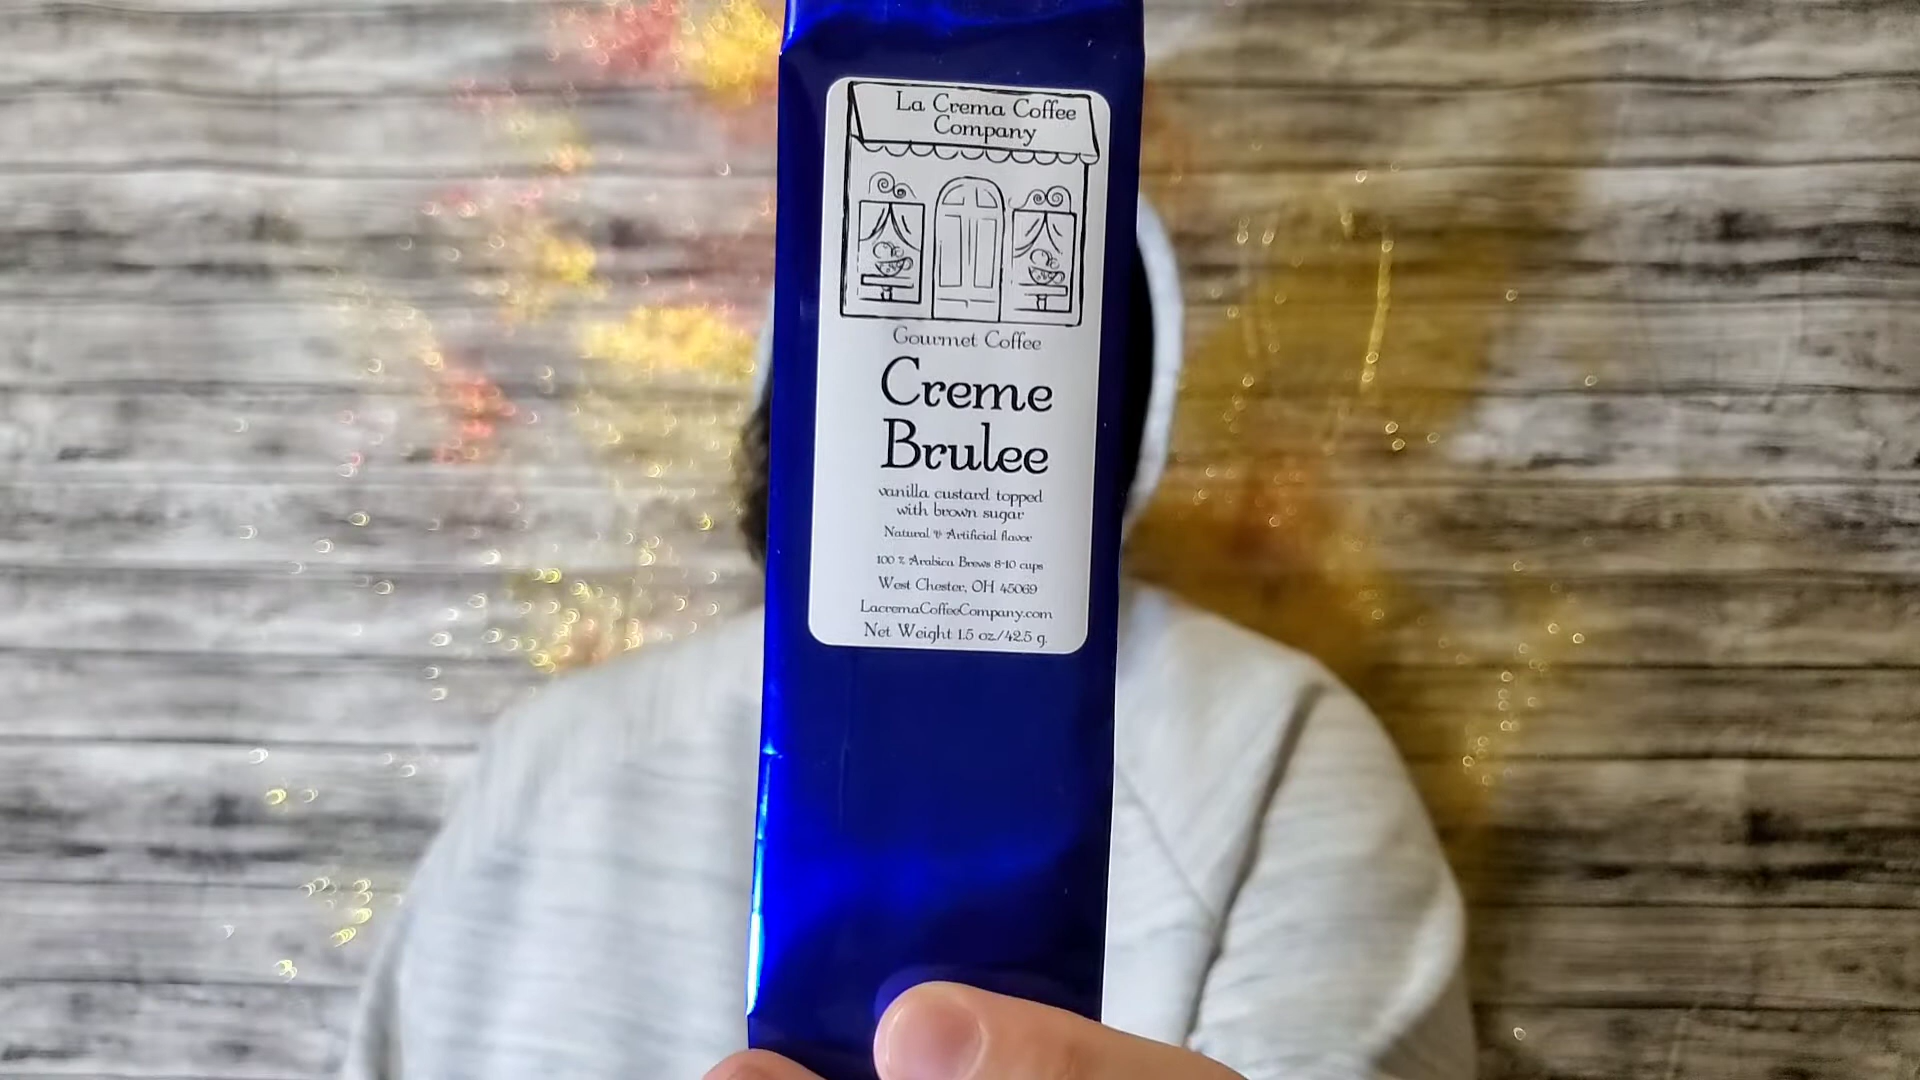 La Crema Coffee
Company
Gourmet Coffee
Creme
Brulee
vanilla custard topped
with brown sugar
Natural & Artificial flavor
100 % Arabica Brews 8-10 cups
West Chester, OH 45069
LacremaCoffeeCompany.com
Net Weight 1.5 oz/42.5 g.